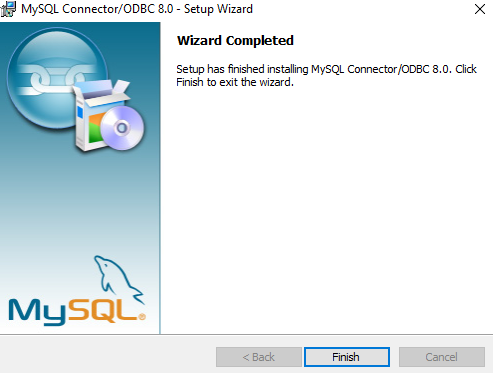 MySQL Connector/ODBC 8.0 - Setup Wizard
Wizard Completed
Setup has finished installing MySQL Connector/ODBC 8.0. Click
Finish to exit the wizard.
MySQL®
< Back
Finish
Cancel